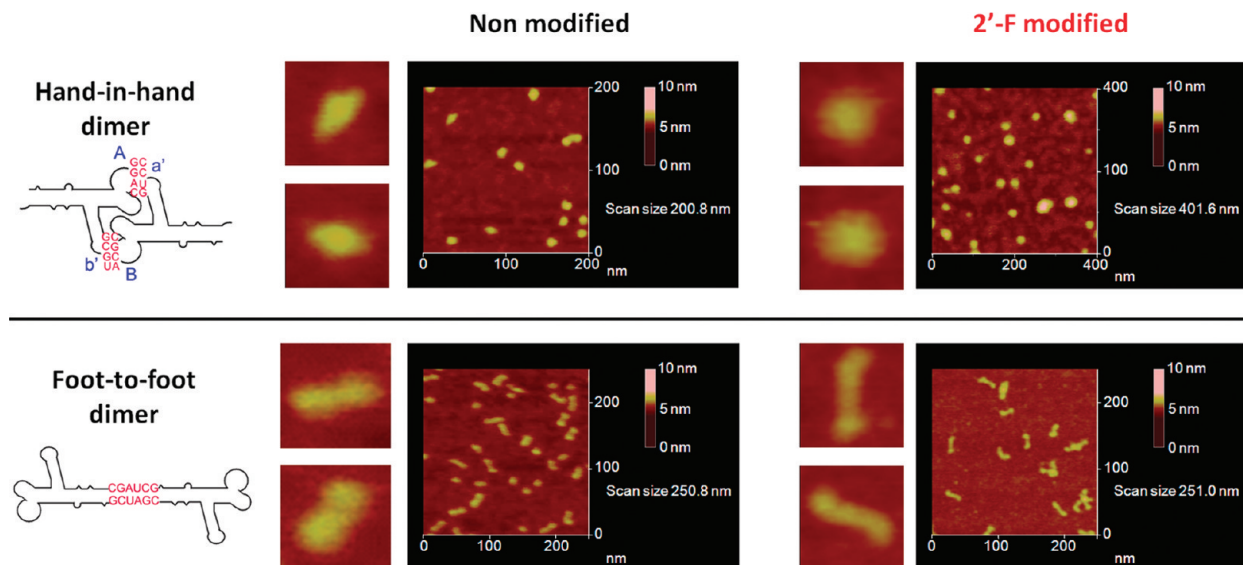 Non modified
2'-F modified
Hand-in-hand
dimer
A
a'
GC
GC
AU
CG
GC
CG
GC
UA
b'
B
200
100
0
0 100 200
nm
10 nm
5 nm
0 nm
Scan size 200.8 nm
400
200
0
0 200 400
nm
10 nm
5 nm
0 nm
Scan size 401.6 nm
Foot-to-foot
dimer
CGAUCG
GCUAGC
200
100
0
0 100 200
nm
10 nm
5 nm
0 nm
Scan size 250.8 nm
200
100
0
0 100 200
nm
10 nm
5 nm
0 nm
Scan size 251.0 nm